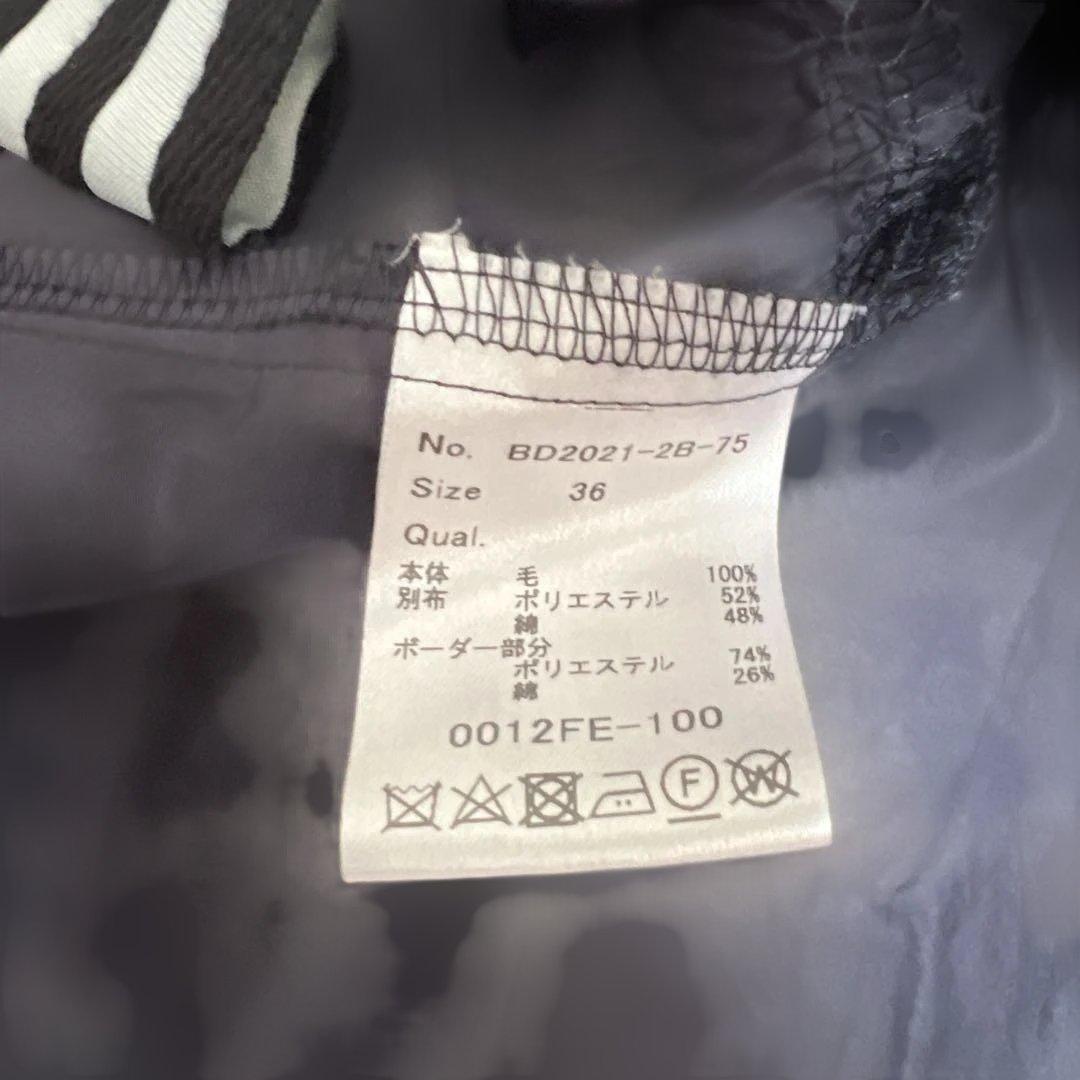 No. BD2021-2B-75
Size 36
Qual.
本体 毛 100%
別布 ポリエステル 52%
綿 48%
ボーダー部分
ポリエステル 74%
綿 26%
0012FE-100
F W